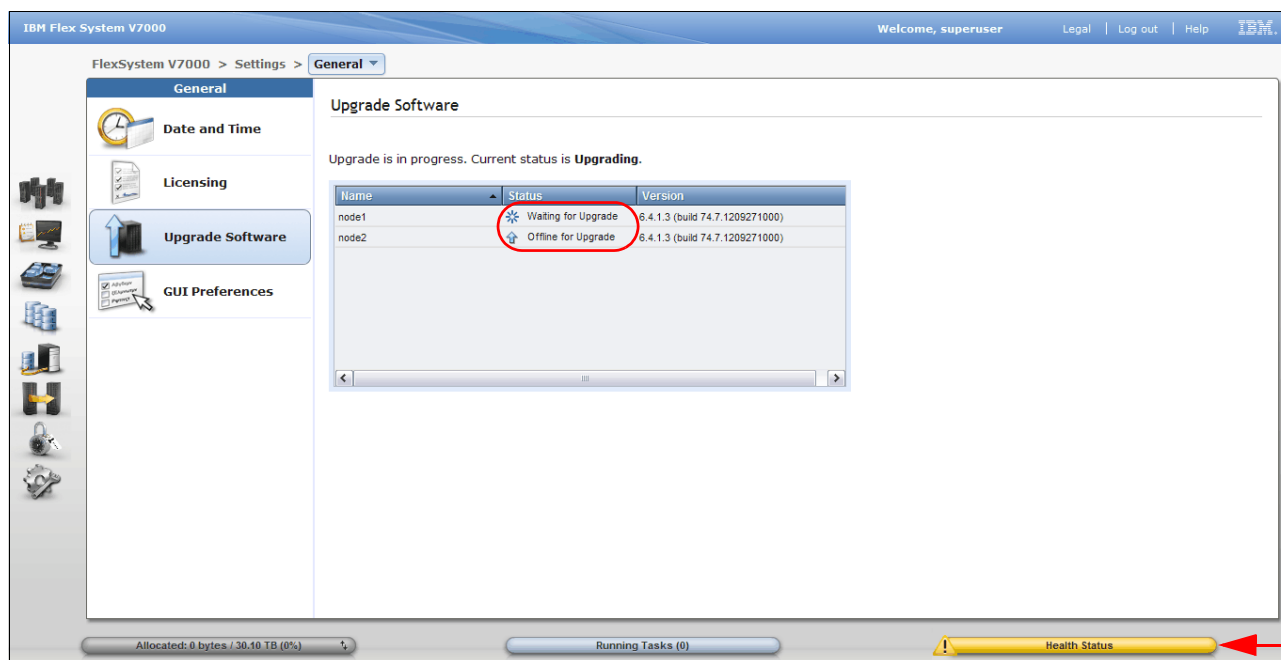 IBM Flex System V7000
Welcome, superuser
Legal | Log out | Help
IBM.
FlexSystem V7000 > Settings > General
General
Date and Time
Licensing
Upgrade Software
GUI Preferences
Upgrade Software
Upgrade is in progress. Current status is Upgrading.
Name Status Version
node1 Waiting for Upgrade 6.4.1.3 (build 74.7.1209271000)
node2 Offline for Upgrade 6.4.1.3 (build 74.7.1209271000)
Allocated: 0 bytes / 30.10 TB (0%)
Running Tasks (0)
Health Status